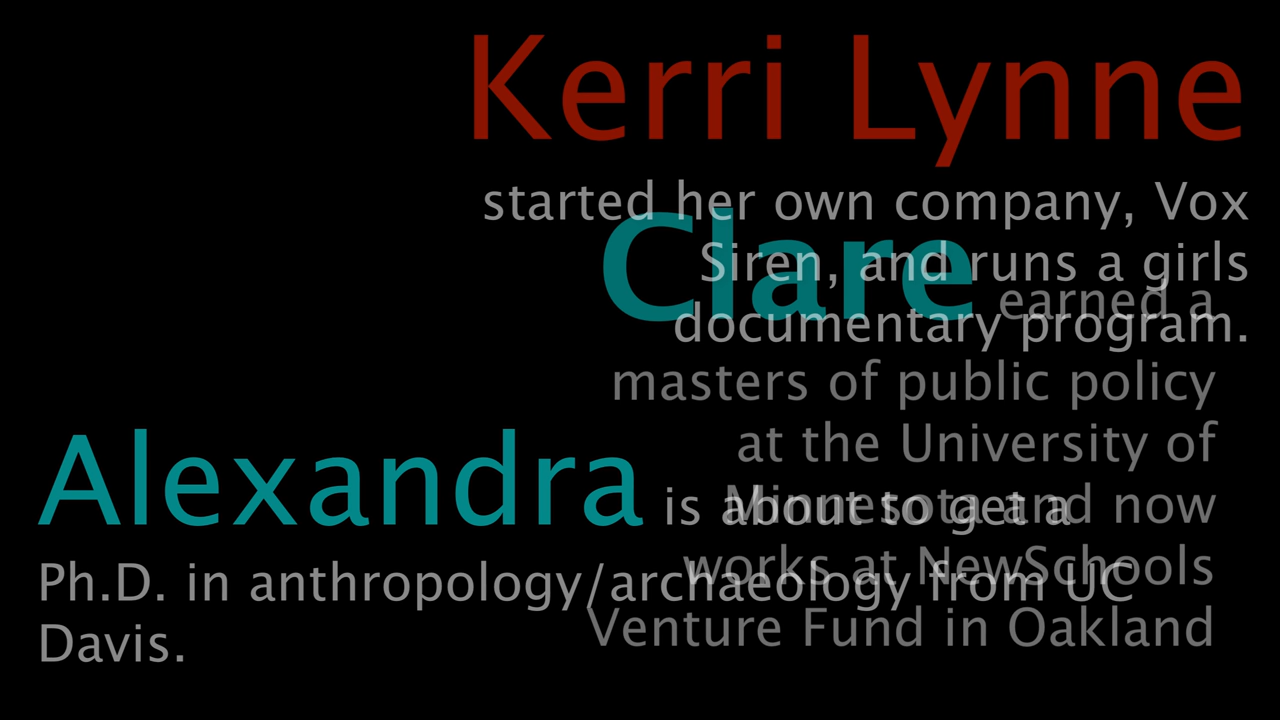 Kerri Lynne
started her own company, Vox
Siren, and runs a girls
documentary program.
Clare earned a
masters of public policy
at the University of
Minnesota and now
works at NewSchools
Venture Fund in Oakland
Alexandra is about to get a
Ph.D. in anthropology/archaeology from UC
Davis.